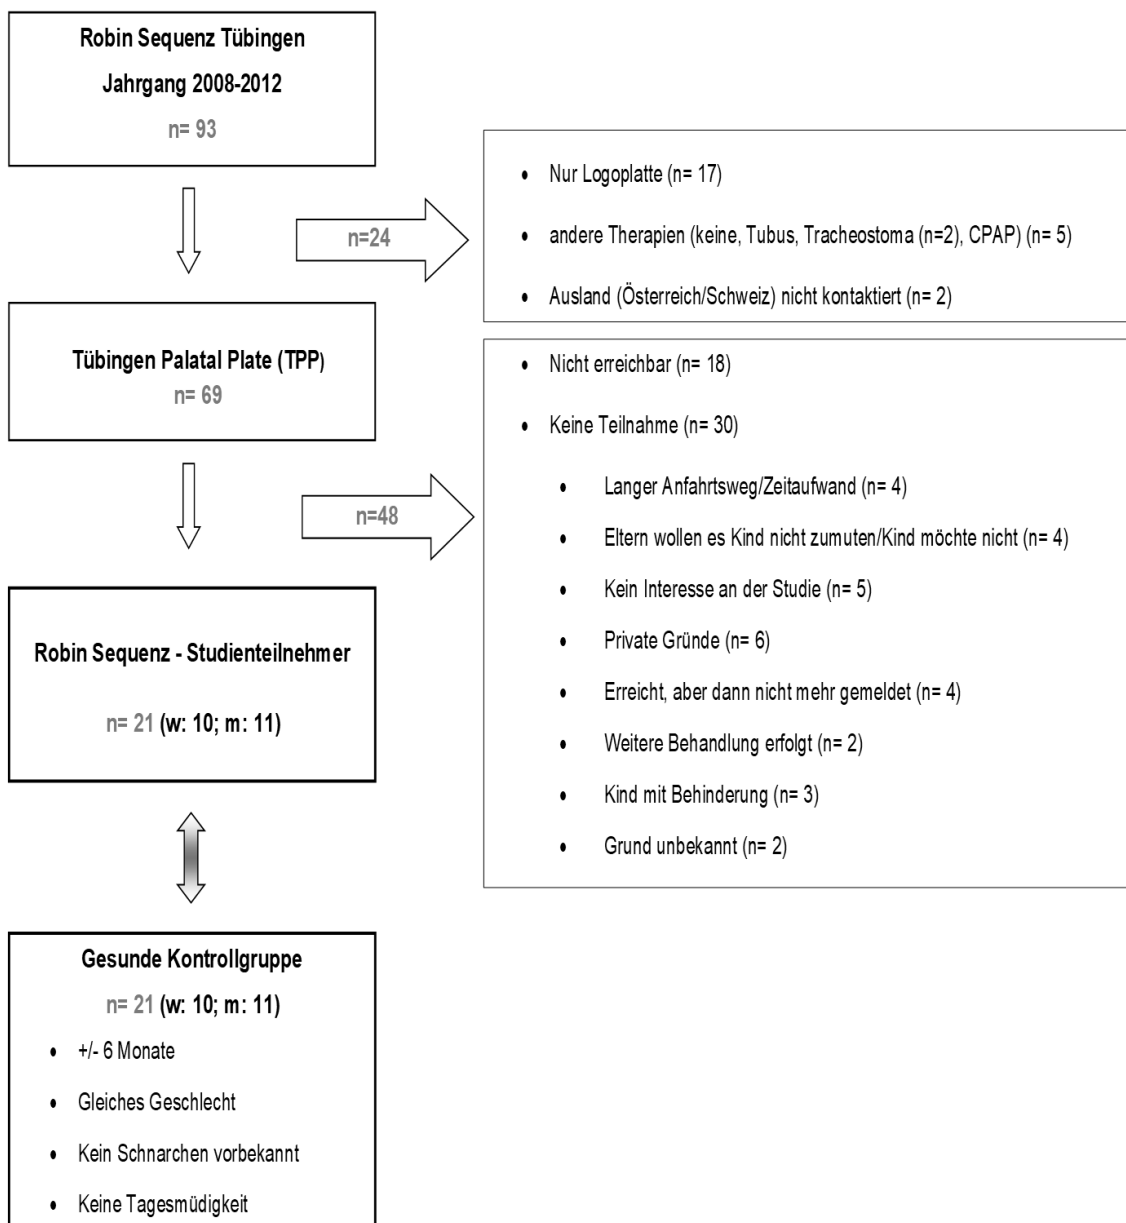 Robin Sequenz Tübingen
Jahrgang 2008-2012
n= 93
n=24
• Nur Logoplatte (n= 17)
• andere Therapien (keine, Tubus, Tracheostoma (n=2), CPAP) (n= 5)
• Ausland (Österreich/Schweiz) nicht kontaktiert (n= 2)
Tübingen Palatal Plate (TPP)
n= 69
n=48
• Nicht erreichbar (n= 18)
• Keine Teilnahme (n= 30)
• Langer Anfahrtsweg/Zeitaufwand (n= 4)
• Eltern wollen es Kind nicht zumuten/Kind möchte nicht (n= 4)
• Kein Interesse an der Studie (n= 5)
• Private Gründe (n= 6)
• Erreicht, aber dann nicht mehr gemeldet (n= 4)
• Weitere Behandlung erfolgt (n= 2)
• Kind mit Behinderung (n= 3)
• Grund unbekannt (n= 2)
Robin Sequenz - Studienteilnehmer
n= 21 (w: 10; m: 11)
Gesunde Kontrollgruppe
n= 21 (w: 10; m: 11)
• +/- 6 Monate
• Gleiches Geschlecht
• Kein Schnarchen vorbekannt
• Keine Tagesmüdigkeit